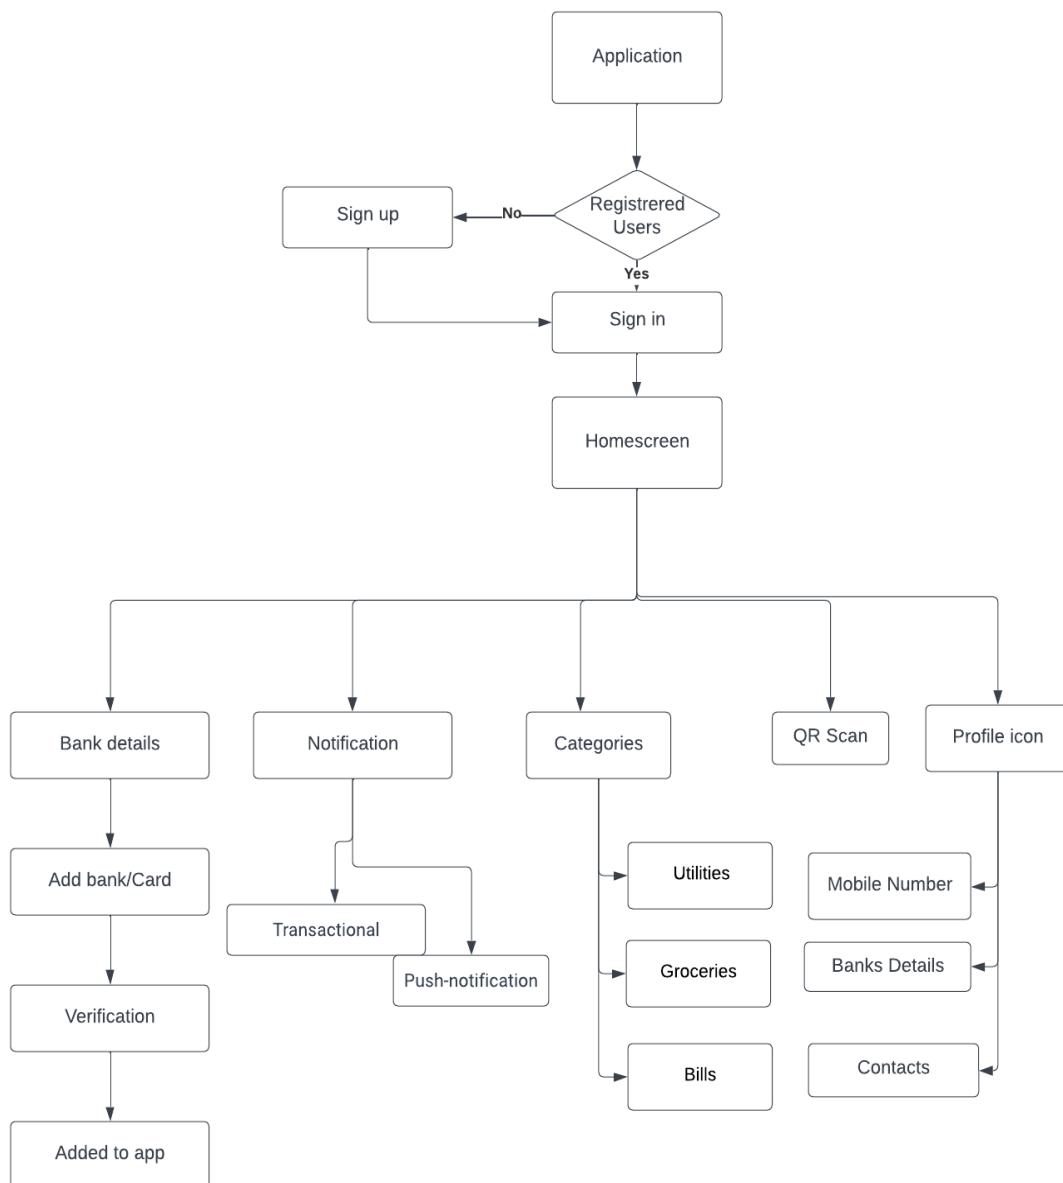 Application
Registrered
Users
No
Sign up
Yes
Sign in
Homescreen
Bank details
Notification
Categories
QR Scan
Profile icon
Add bank/Card
Utilities
Mobile Number
Transactional
Groceries
Banks Details
Push-notification
Verification
Bills
Contacts
Added to app